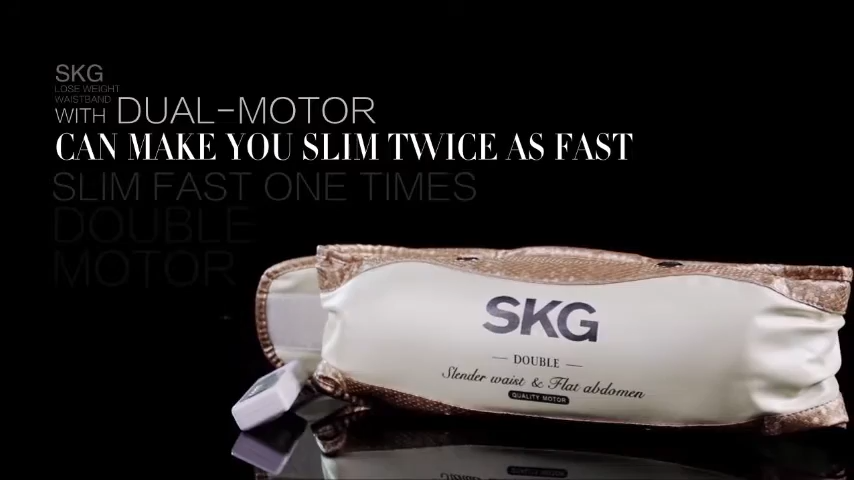 SKG
LOSE WEIGHT
WAISTBAND
WITH DUAL-MOTOR
CAN MAKE YOU SLIM TWICE AS FAST
SLIM FAST ONE TIMES
DOUBLE
MOTOR
SKG
DOUBLE
Slender waist & Flat abdomen
QUALITY MOTOR